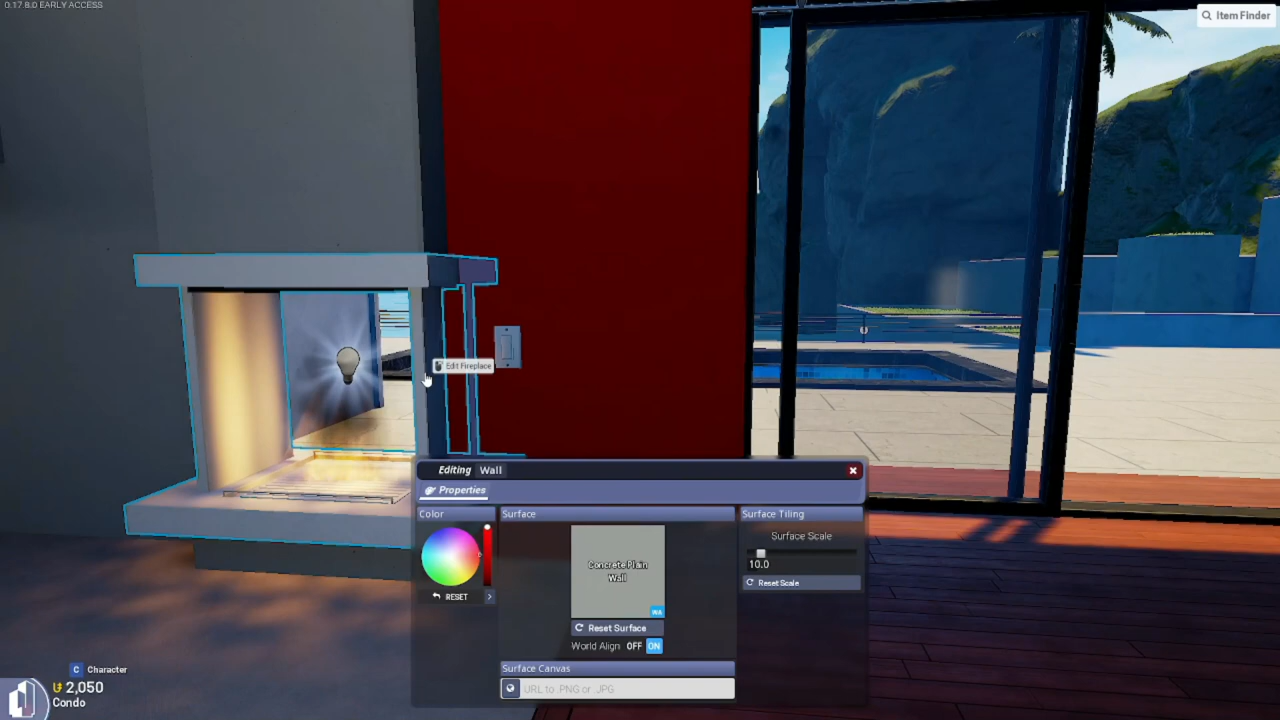 0.17.8.0 EARLY ACCESS
Item Finder
Edit Fireplace
Editing Wall
Properties
Color
Surface
Surface Tiling
Surface Scale
Concrete Plain
Wall
10.0
WA
Reset Scale
RESET
Reset Surface
World Align OFF ON
Surface Canvas
URL to .PNG or .JPG
C Character
2,050
Condo